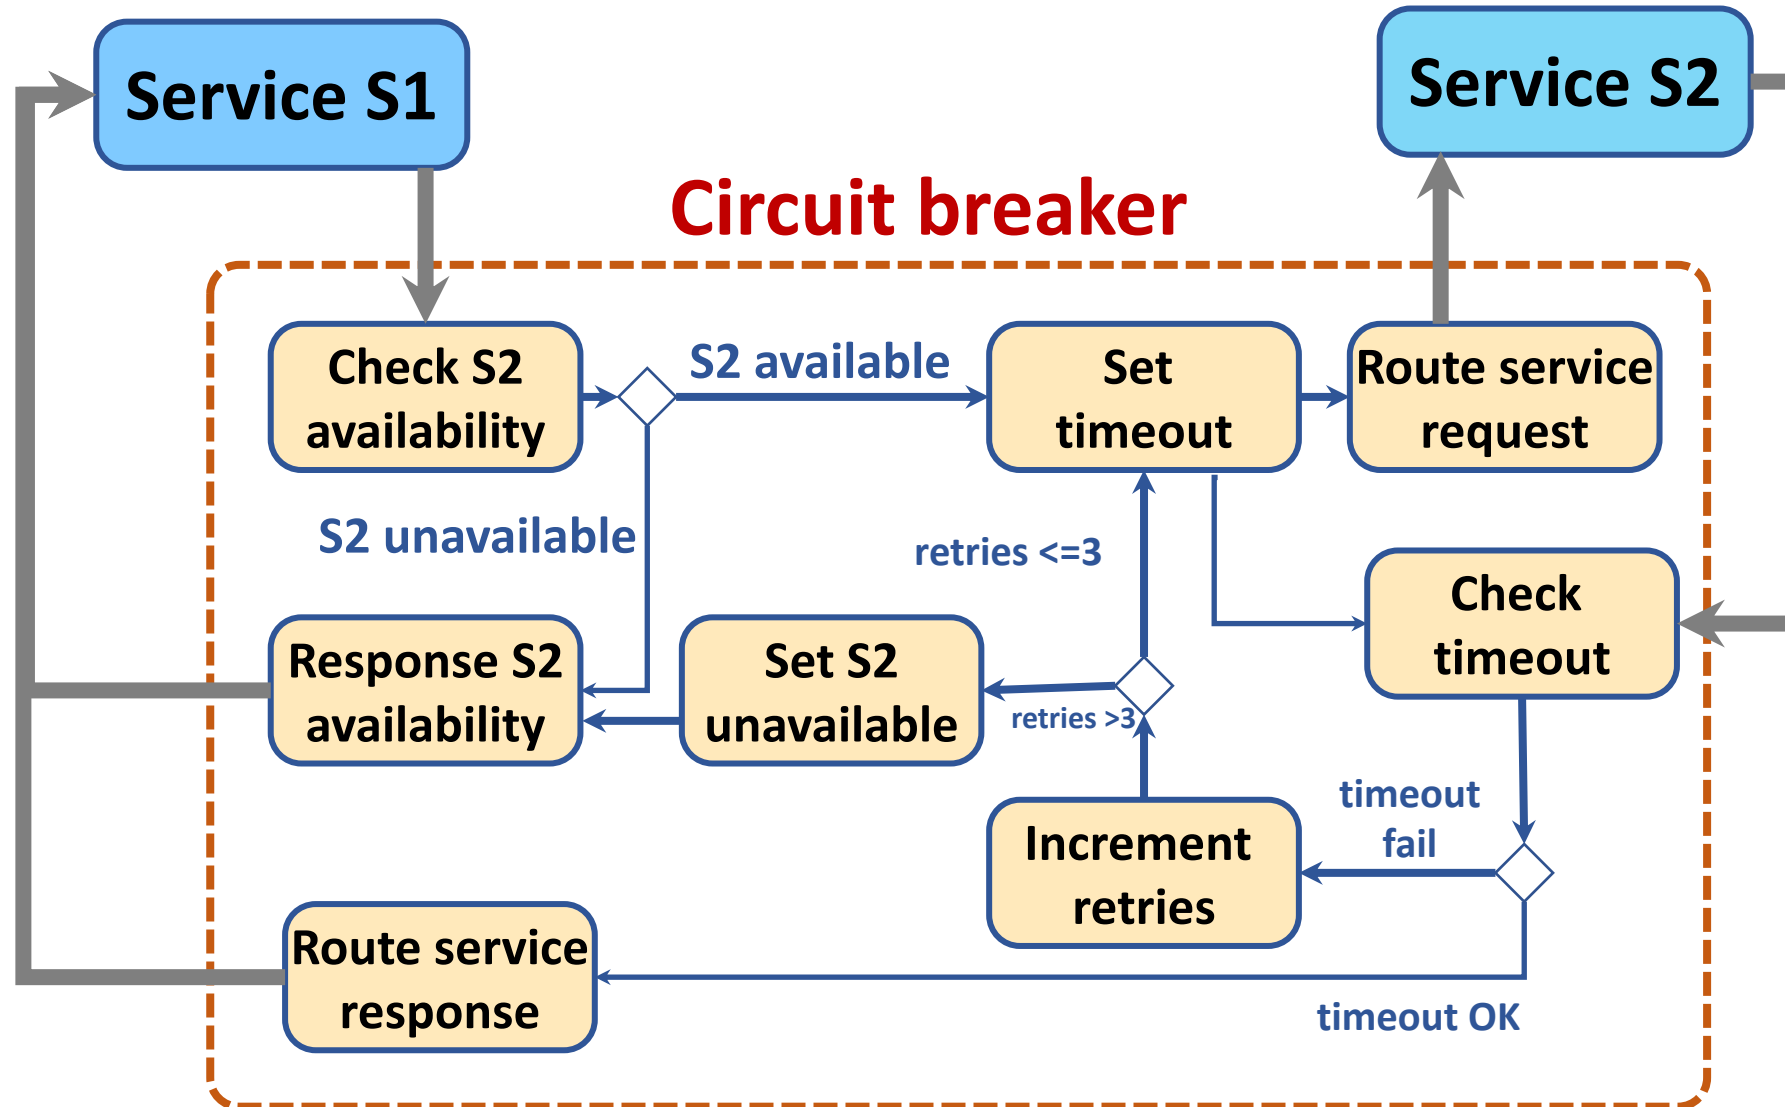 Service S1
Service S2
Circuit breaker
Check S2
availability
S2 available
Set
timeout
Route service
request
S2 unavailable
retries <=3
Check
timeout
Response S2
availability
Set S2
unavailable
retries >3
timeout
fail
Increment
retries
Route service
response
timeout OK